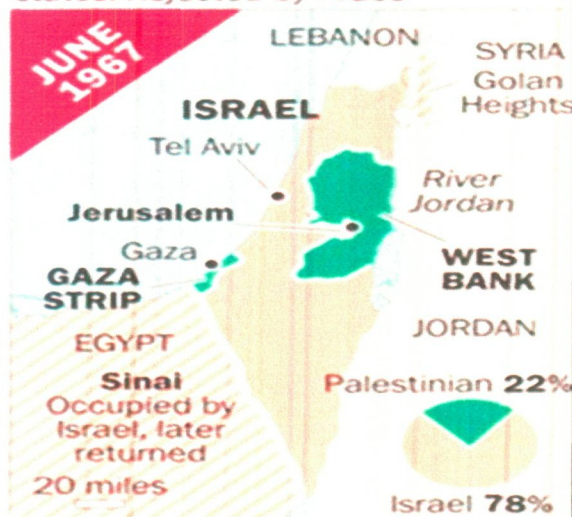 JUNE
1967
LEBANON
SYRIA
Golan
Heights
ISRAEL
Tel Aviv
River
Jordan
Jerusalem
WEST
BANK
Gaza
GAZA
STRIP
JORDAN
EGYPT
Sinai
Occupied by
Israel, later
returned
20 miles
Palestinian 22%
Israel 78%